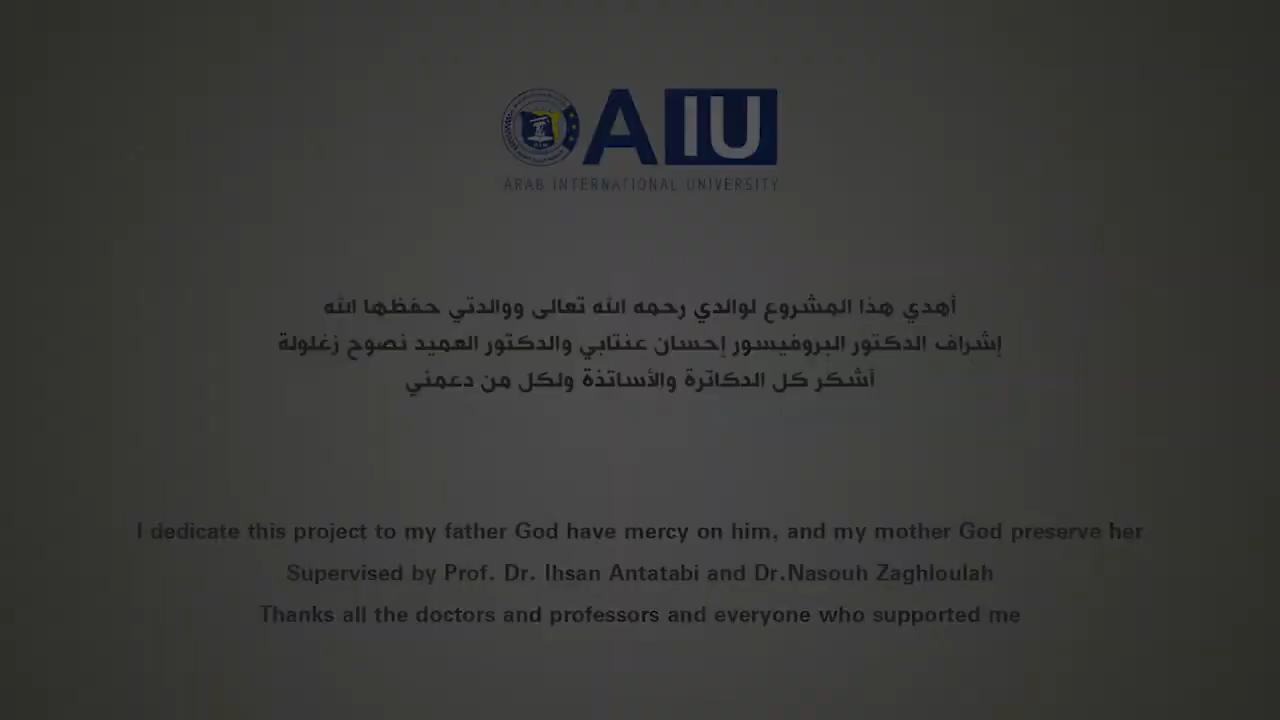 AIU
ARAB INTERNATIONAL UNIVERSITY
أهدي هذا المشروع لوالدي رحمه الله تعالى ووالدتي حفظها الله
إشراف الدكتور البروفيسور إحسان عنتابي والدكتور العميد نصوح زغلولة
أشكر كل الدكاترة والأساتذة ولكل من دعمني
I dedicate this project to my father God have mercy on him, and my mother God preserve her
Supervised by Prof. Dr. Ihsan Antatabi and Dr.Nasouh Zaghloulah
Thanks all the doctors and professors and everyone who supported me